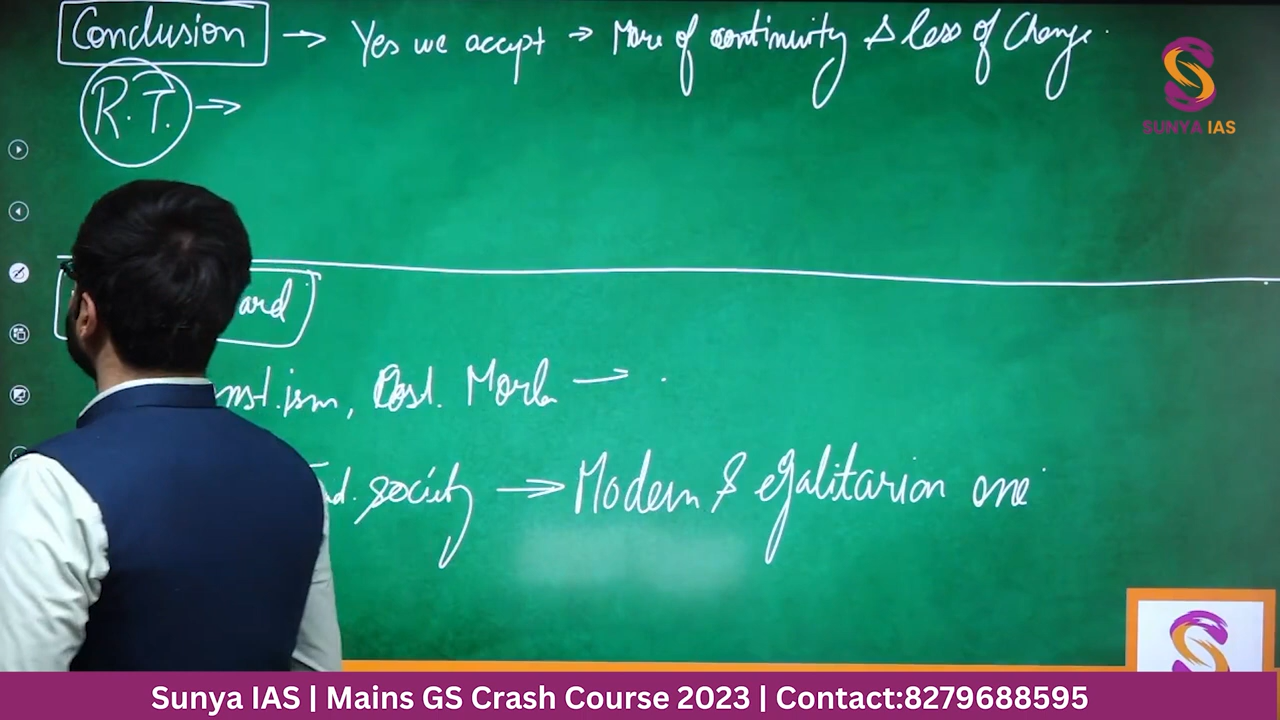 Conclusion → Yes we accept → More of continuity & less of Change.
R.T. →
SUNYA IAS
ard
nst.ism, Const. Morl →
d. society → Modern & egalitarian one
Sunya IAS | Mains GS Crash Course 2023 | Contact:8279688595